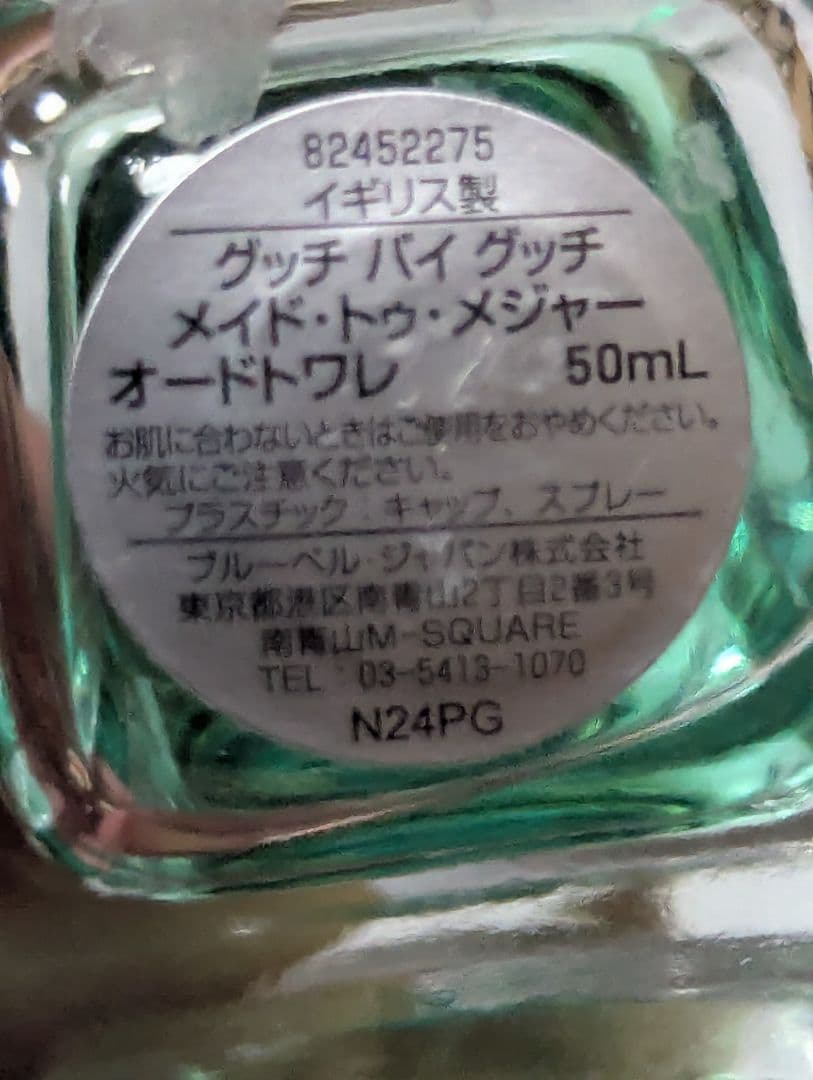 82452275
イギリス製
グッチ バイ グッチ
メイド・トゥ・メジャー
オードトワレ 50mL
お肌に合わないときはご使用をおやめください。
火気にご注意ください。
プラスチック：キャップ、スプレー
ブルーベル・ジャパン株式会社
東京都港区南青山2丁目2番3号
南青山M-SQUARE
TEL 03-5413-1070
N24PG